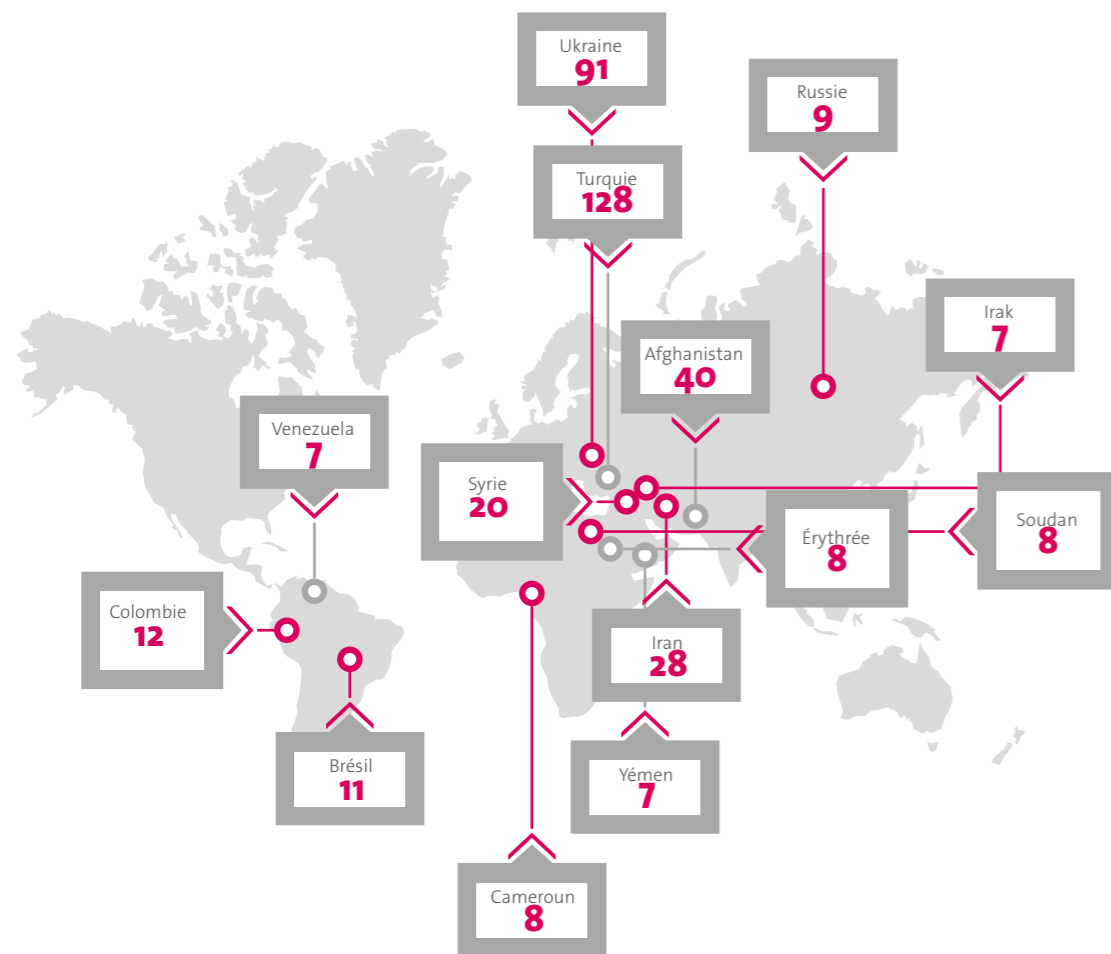 Ukraine
91
Russie
9
Turquie
128
Irak
7
Afghanistan
40
Venezuela
7
Syrie
20
Soudan
8
Érythrée
8
Colombie
12
Iran
28
Brésil
11
Yémen
7
Cameroun
8